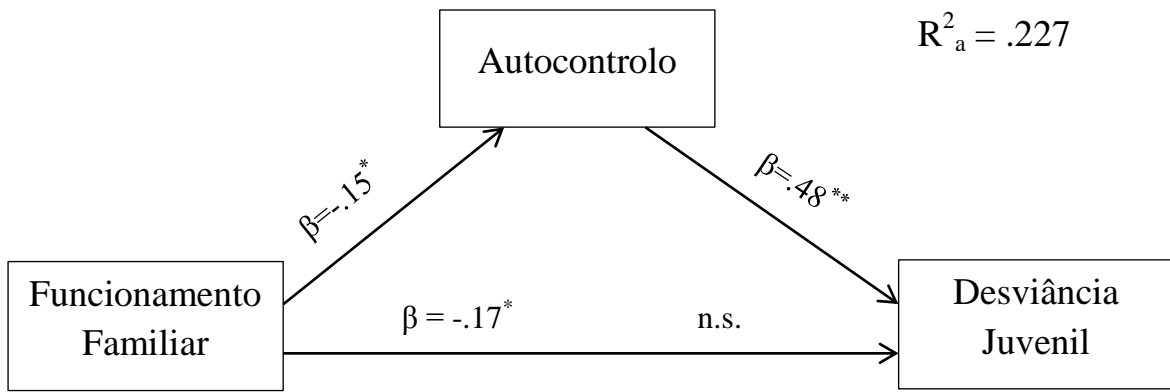 R²ₐ = .227
Autocontrolo
β=-.15*
β=.48**
Funcionamento
Familiar
β = -.17*
n.s.
Desviância
Juvenil